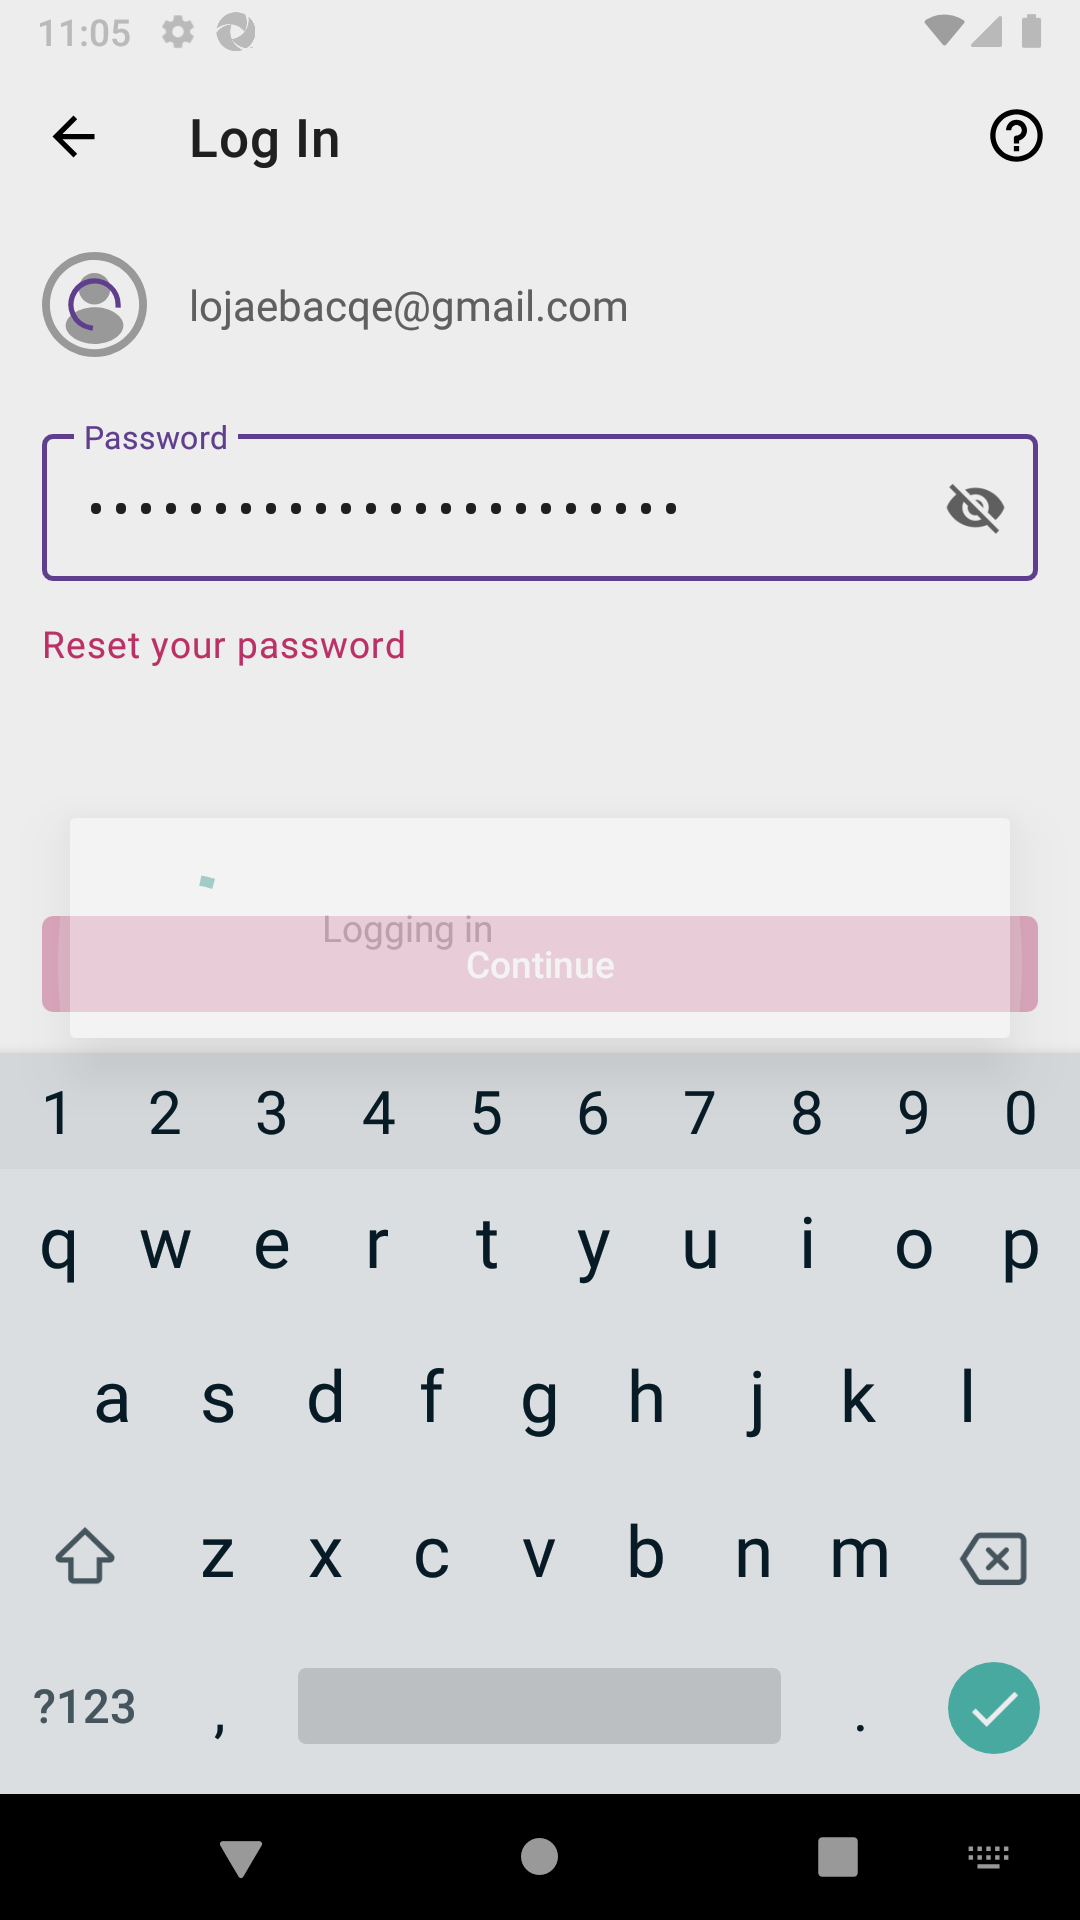 11:05
Log In
lojaebacqe@gmail.com
Password
••••••••••••••••••••••••
Reset your password
Logging in
Continue
1 2 3 4 5 6 7 8 9 0
q w e r t y u i o p
a s d f g h j k l
z x c v b n m
?123 , .